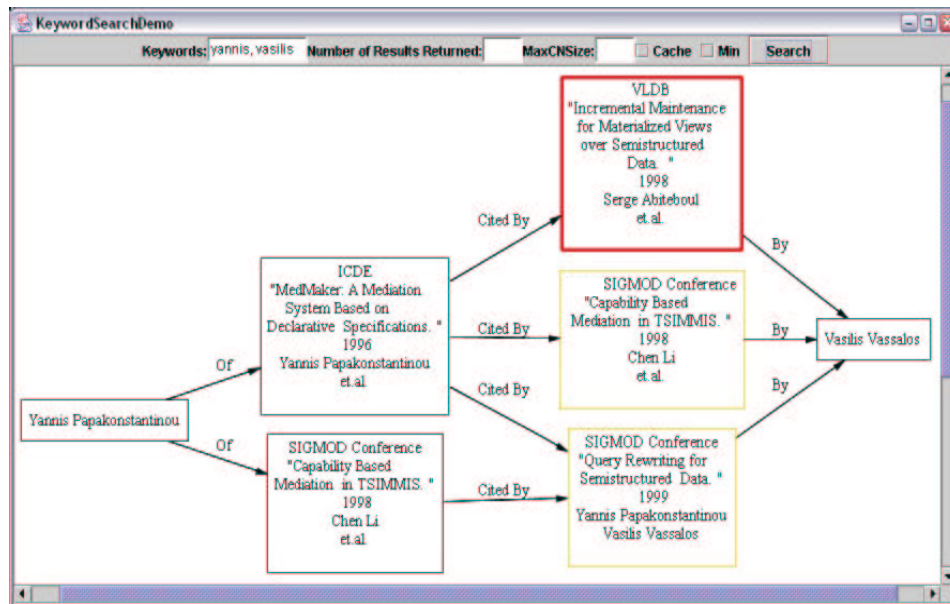 KeywordSearchDemo
Keywords: yannis, vasilis Number of Results Returned: MaxCNSize: Cache Min Search
VLDB
"Incremental Maintenance
for Materialized Views
over Semistructured
Data. "
1998
Serge Abiteboul
et.al.
Cited By
By
ICDE
"MedMaker: A Mediation
System Based on
Declarative Specifications. "
1996
Yannis Papakonstantinou
et.al
Cited By
SIGMOD Conference
"Capability Based
Mediation in TSIMMIS. "
1998
Chen Li
et.al.
By
Vasilis Vassalos
Of
Cited By
By
Yannis Papakonstantinou
Of
SIGMOD Conference
"Capability Based
Mediation in TSIMMIS. "
1998
Chen Li
et.al
Cited By
SIGMOD Conference
"Query Rewriting for
Semistructured Data. "
1999
Yannis Papakonstantinou
Vasilis Vassalos